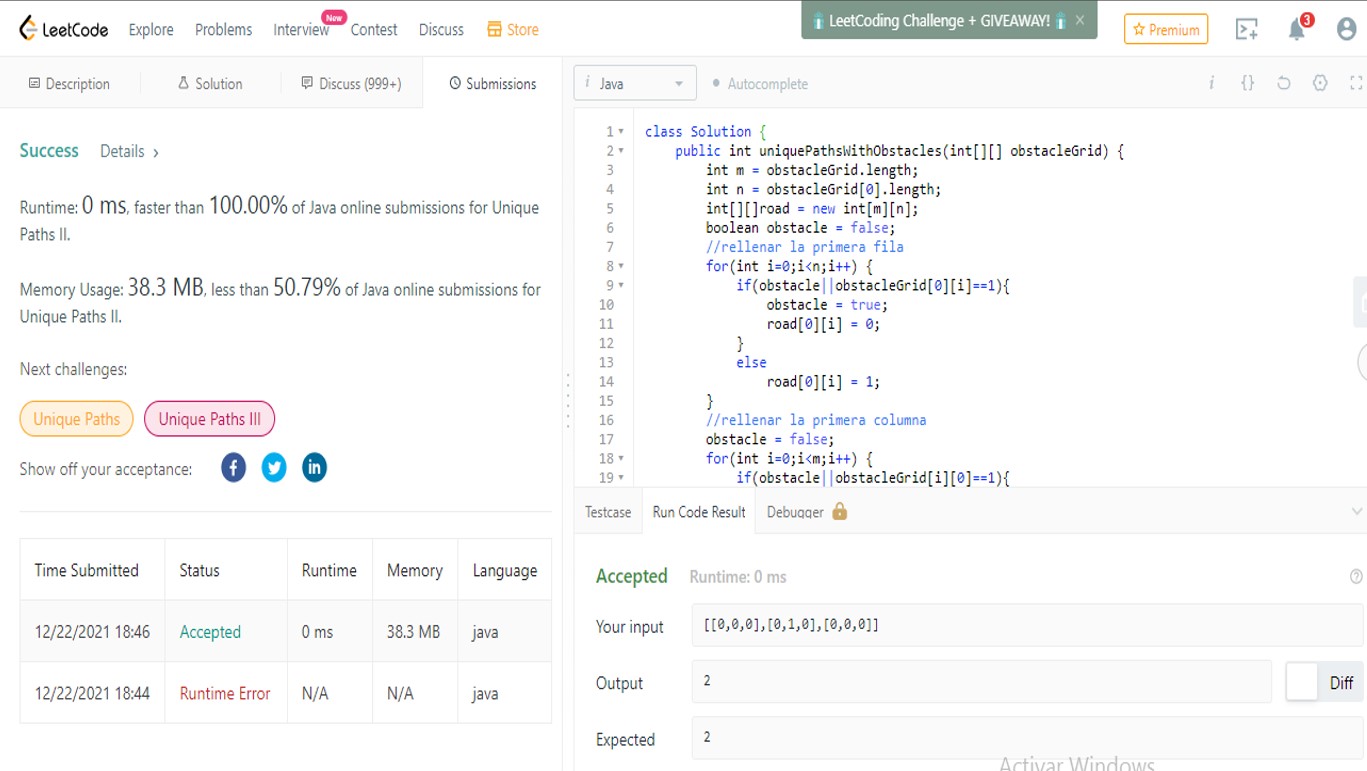 LeetCode Explore Problems Interview New Contest Discuss Store LeetCoding Challenge + GIVEAWAY! × Premium 3
Description Solution Discuss (999+) Submissions
i Java Autocomplete i {}
Success Details >
Runtime: 0 ms, faster than 100.00% of Java online submissions for Unique
Paths II.
Memory Usage: 38.3 MB, less than 50.79% of Java online submissions for
Unique Paths II.
Next challenges:
Unique Paths Unique Paths III
Show off your acceptance:
Time Submitted Status Runtime Memory Language
12/22/2021 18:46 Accepted 0 ms 38.3 MB java
12/22/2021 18:44 Runtime Error N/A N/A java
1 class Solution {
2 public int uniquePathsWithObstacles(int[][] obstacleGrid) {
3 int m = obstacleGrid.length;
4 int n = obstacleGrid[0].length;
5 int[][]road = new int[m][n];
6 boolean obstacle = false;
7 //rellenar la primera fila
8 for(int i=0;i<n;i++) {
9 if(obstacle||obstacleGrid[0][i]==1){
10 obstacle = true;
11 road[0][i] = 0;
12 }
13 else
14 road[0][i] = 1;
15 }
16 //rellenar la primera columna
17 obstacle = false;
18 for(int i=0;i<m;i++) {
19 if(obstacle||obstacleGrid[i][0]==1){
Testcase Run Code Result Debugger
Accepted Runtime: 0 ms
Your input [[0,0,0],[0,1,0],[0,0,0]]
Output 2 Diff
Expected 2
Activar Windows